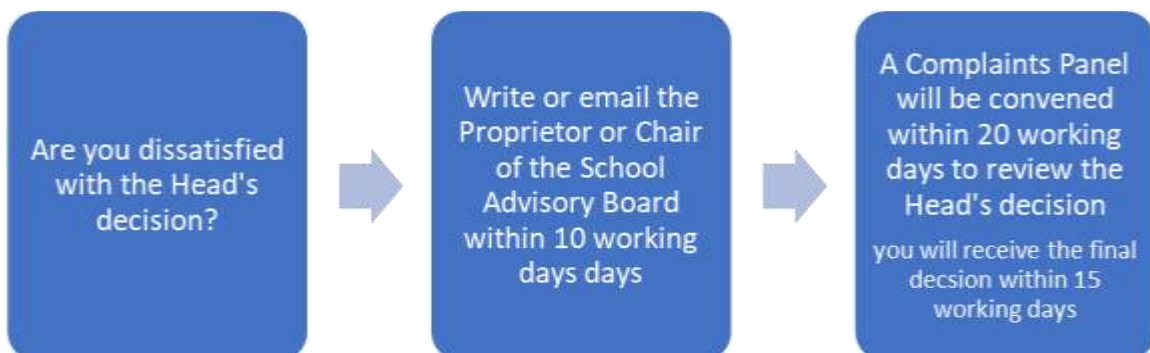 Are you dissatisfied
with the Head's
decision?
Write or email the
Proprietor or Chair
of the School
Advisory Board
within 10 working
days days
A Complaints Panel
will be convened
within 20 working
days to review the
Head's decision
you will receive the final
decsion within 15
working days